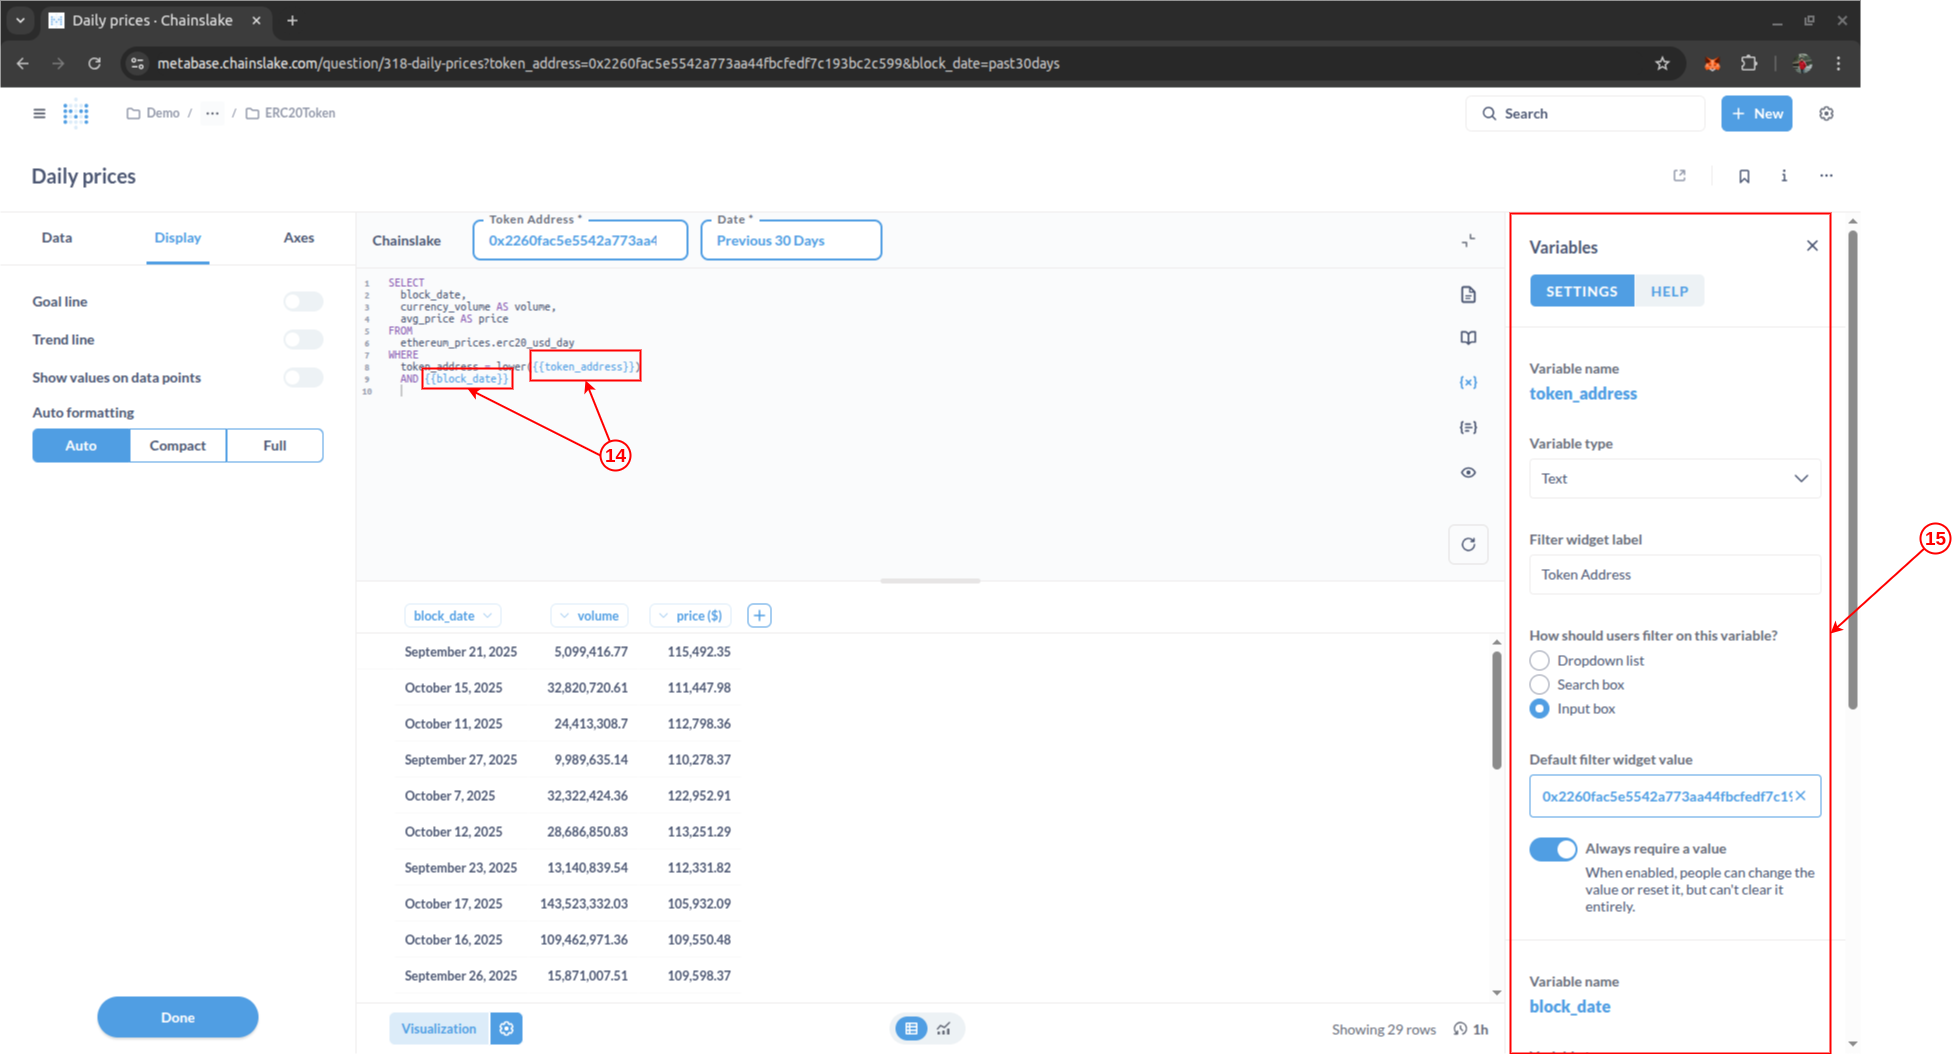 Daily prices · Chainslake
metabase.chainslake.com/question/318-daily-prices?token_address=0x2260fac5e5542a773aa44fbcfedf7c193bc2c599&block_date=past30days
Demo / ... / ERC20Token
Search
+ New
Daily prices
Data Display Axes
Goal line
Trend line
Show values on data points
Auto formatting
Auto Compact Full
Done
Chainslake
Token Address *
0x2260fac5e5542a773aa4
Date *
Previous 30 Days
1 SELECT
2 block_date,
3 currency_volume AS volume,
4 avg_price AS price
5 FROM
6 ethereum_prices.erc20_usd_day
7 WHERE
8 token_address = lower({{token_address}})
9 AND {{block_date}}
10
14
block_date volume price ($)
September 21, 2025 5,099,416.77 115,492.35
October 15, 2025 32,820,720.61 111,447.98
October 11, 2025 24,413,308.7 112,798.36
September 27, 2025 9,989,635.14 110,278.37
October 7, 2025 32,322,424.36 122,952.91
October 12, 2025 28,686,850.83 113,251.29
September 23, 2025 13,140,839.54 112,331.82
October 17, 2025 143,523,332.03 105,932.09
October 16, 2025 109,462,971.36 109,550.48
September 26, 2025 15,871,007.51 109,598.37
Visualization
Showing 29 rows 1h
Variables
SETTINGS HELP
Variable name
token_address
Variable type
Text
Filter widget label
Token Address
How should users filter on this variable?
Dropdown list
Search box
Input box
Default filter widget value
0x2260fac5e5542a773aa44fbcfedf7c19
Always require a value
When enabled, people can change the
value or reset it, but can't clear it
entirely.
Variable name
block_date
15